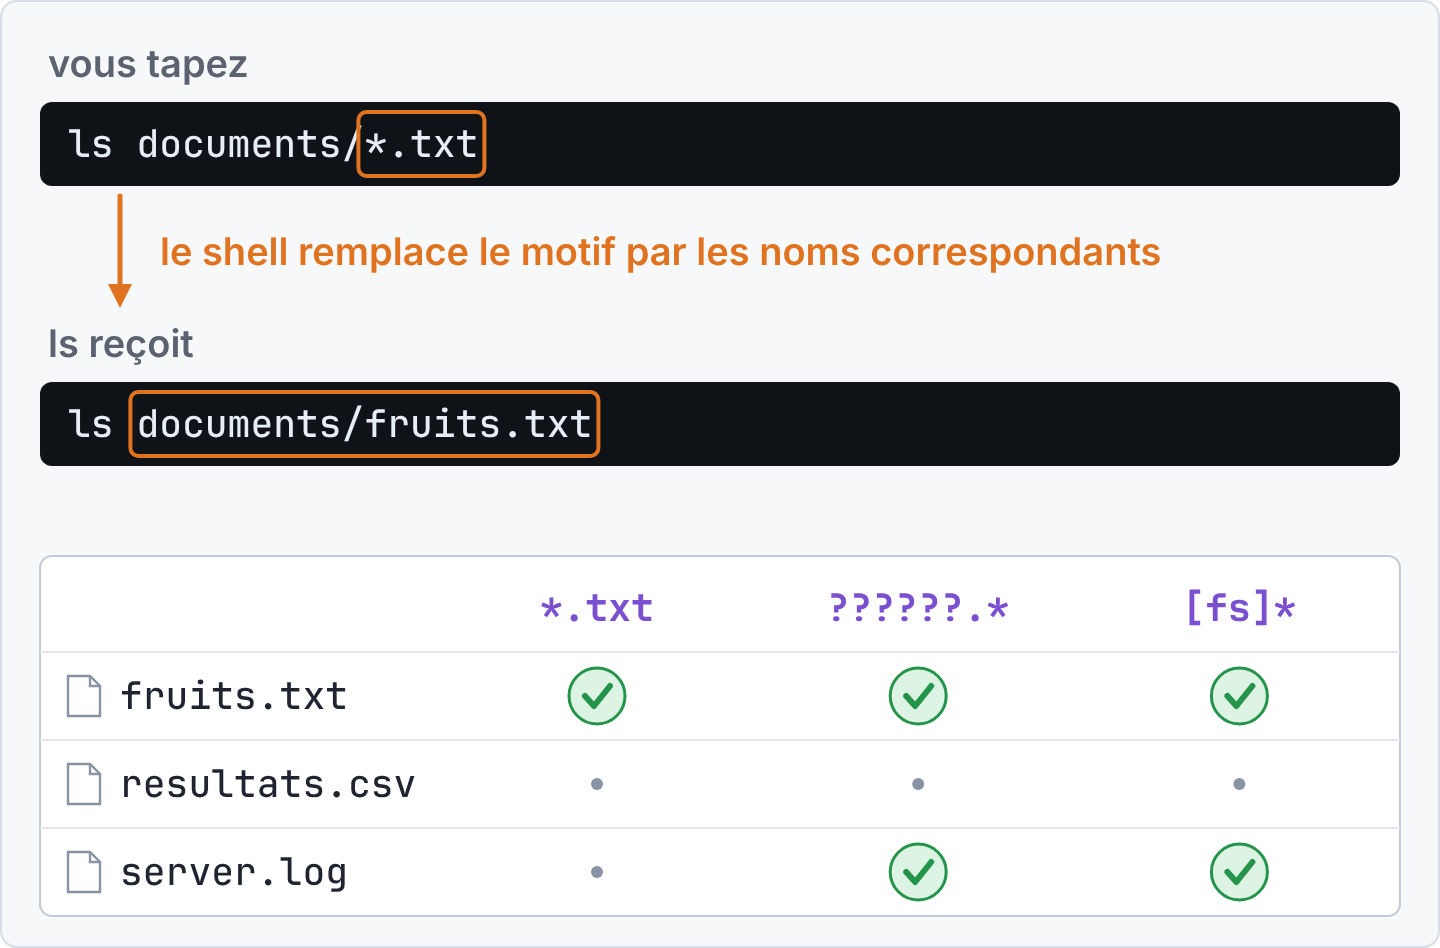 vous tapez
ls documents/*.txt
le shell remplace le motif par les noms correspondants
ls reçoit
ls documents/fruits.txt
*.txt ??????.* [fs]*
fruits.txt
resultats.csv
server.log